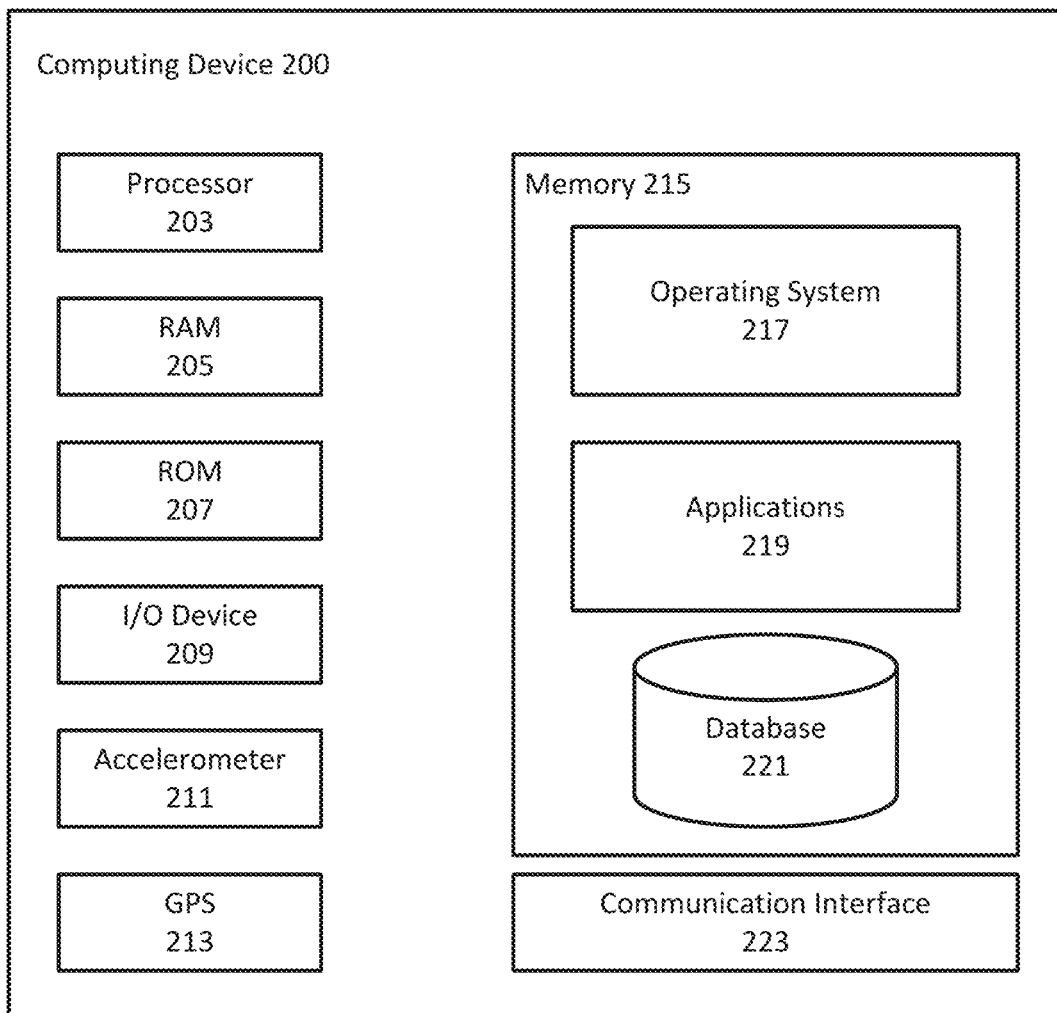 Computing Device 200
Processor
203
RAM
205
ROM
207
I/O Device
209
Accelerometer
211
GPS
213
Memory 215
Operating System
217
Applications
219
Database
221
Communication Interface
223